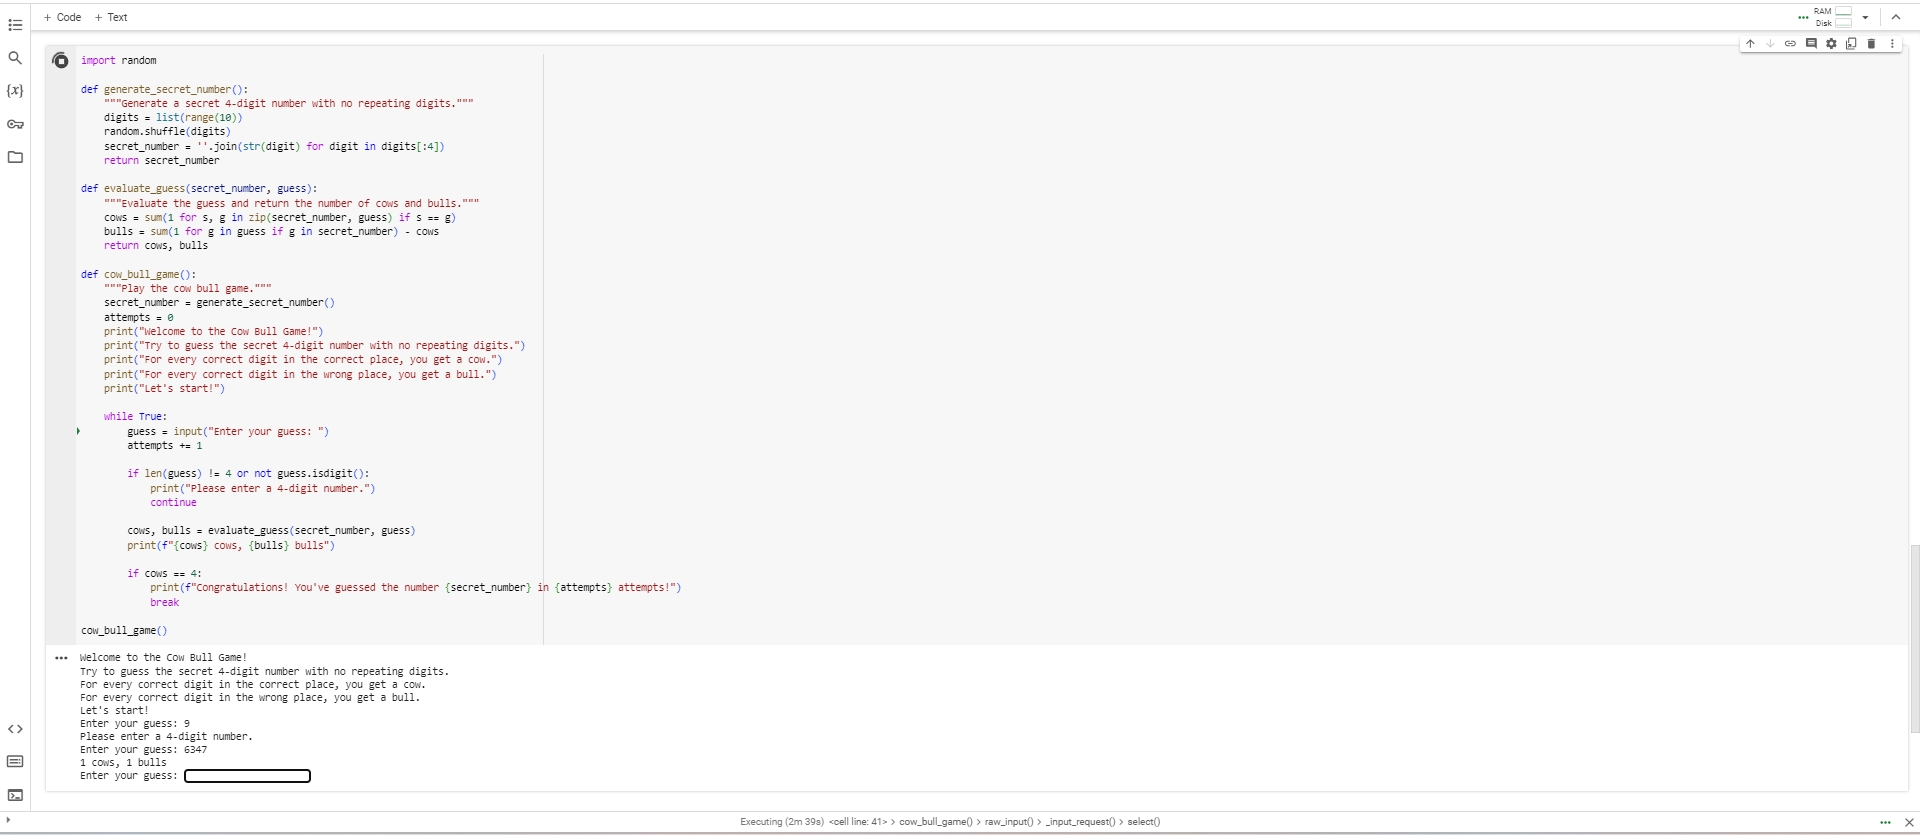 + Code + Text
RAM
Disk
{x}
import random
def generate_secret_number():
"""Generate a secret 4-digit number with no repeating digits."""
digits = list(range(10))
random.shuffle(digits)
secret_number = ''.join(str(digit) for digit in digits[:4])
return secret_number
def evaluate_guess(secret_number, guess):
"""Evaluate the guess and return the number of cows and bulls."""
cows = sum(1 for s, g in zip(secret_number, guess) if s == g)
bulls = sum(1 for g in guess if g in secret_number) - cows
return cows, bulls
def cow_bull_game():
"""Play the cow bull game."""
secret_number = generate_secret_number()
attempts = 0
print("Welcome to the Cow Bull Game!")
print("Try to guess the secret 4-digit number with no repeating digits.")
print("For every correct digit in the correct place, you get a cow.")
print("For every correct digit in the wrong place, you get a bull.")
print("Let's start!")
while True:
guess = input("Enter your guess: ")
attempts += 1
if len(guess) != 4 or not guess.isdigit():
print("Please enter a 4-digit number.")
continue
cows, bulls = evaluate_guess(secret_number, guess)
print(f"{cows} cows, {bulls} bulls")
if cows == 4:
print(f"Congratulations! You've guessed the number {secret_number} in {attempts} attempts!")
break
cow_bull_game()
Welcome to the Cow Bull Game!
Try to guess the secret 4-digit number with no repeating digits.
For every correct digit in the correct place, you get a cow.
For every correct digit in the wrong place, you get a bull.
Let's start!
Enter your guess: 9
Please enter a 4-digit number.
Enter your guess: 6347
1 cows, 1 bulls
Enter your guess:
Executing (2m 39s) <cell line: 41> > cow_bull_game() > raw_input() > _input_request() > select()